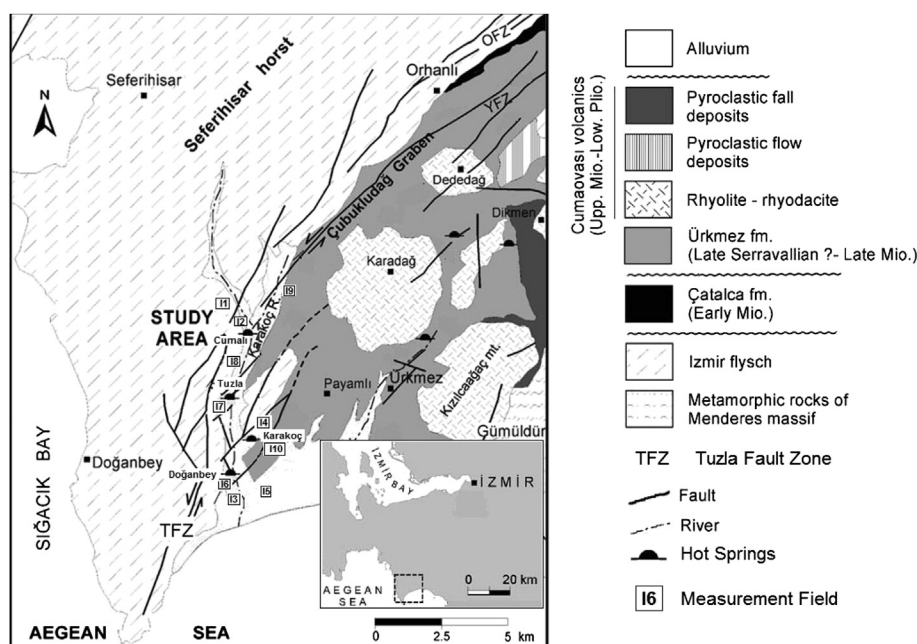 Seferihisar
N
Seferihisar horst
OFZ
Orhanlı
YFZ
Çubukludağ Graben
Dededağ
Dikmen
Karadağ
I1
I9
STUDY
AREA
I2
Cumalı
Karakoç R.
I8
Tuzla
I7
Payamlı
Ürkmez
Kızılcaağaç mt.
Gümüldür
I4
Karakoç
I10
SIĞACIK BAY
Doğanbey
Doğanbey
I6
I3
I5
TFZ
İZMİR BAY
İZMİR
AEGEAN
SEA
0 20 km
AEGEAN SEA
0 2.5 5 km
Cumaovası volcanics
(Upp. Mio.-Low. Plio.)
Alluvium
Pyroclastic fall
deposits
Pyroclastic flow
deposits
Rhyolite - rhyodacite
Ürkmez fm.
(Late Serravallian ?- Late Mio.)
Çatalca fm.
(Early Mio.)
Izmir flysch
Metamorphic rocks of
Menderes massif
TFZ Tuzla Fault Zone
Fault
River
Hot Springs
I6 Measurement Field